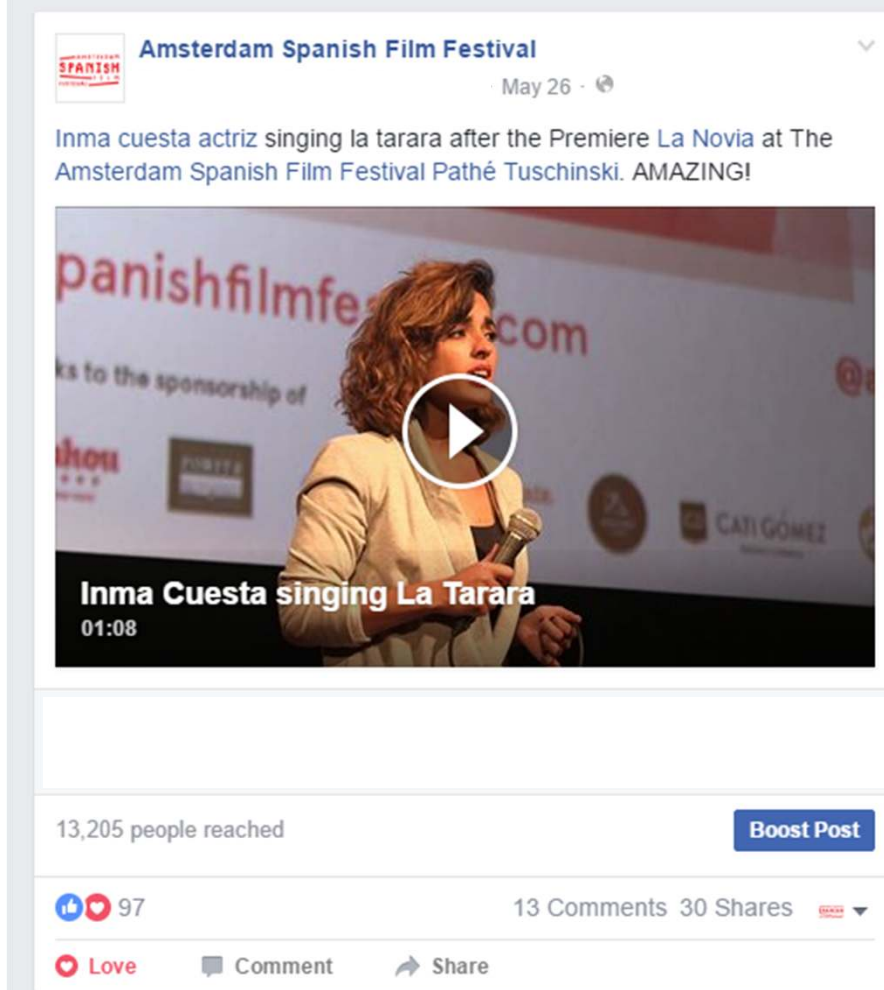 Amsterdam Spanish Film Festival
SPANISH
May 26 ·
Inma cuesta actriz singing la tarara after the Premiere La Novia at The
Amsterdam Spanish Film Festival Pathé Tuschinski. AMAZING!
panishfilmfe com
@a
ks to the sponsorship of
hou
CATI GÓMEZ
Inma Cuesta singing La Tarara
01:08
13,205 people reached
Boost Post
97
13 Comments 30 Shares
Love Comment Share